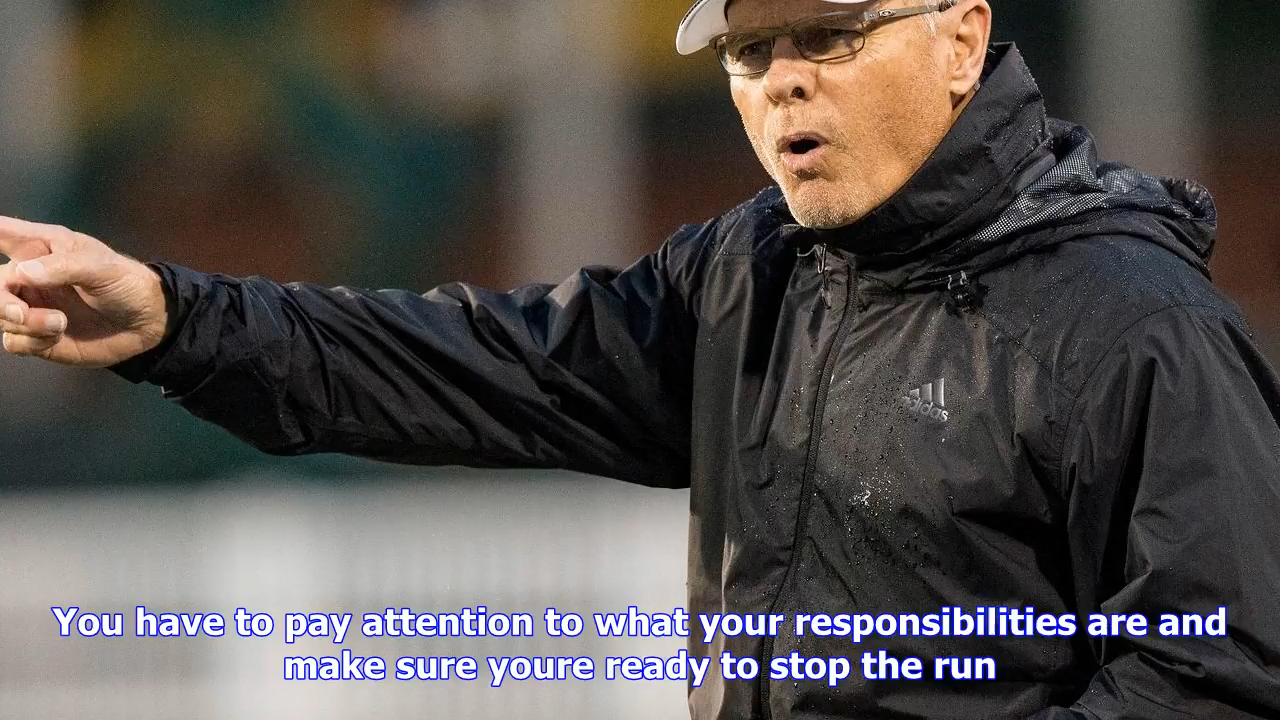 adidas
You have to pay attention to what your responsibilities are and
make sure youre ready to stop the run